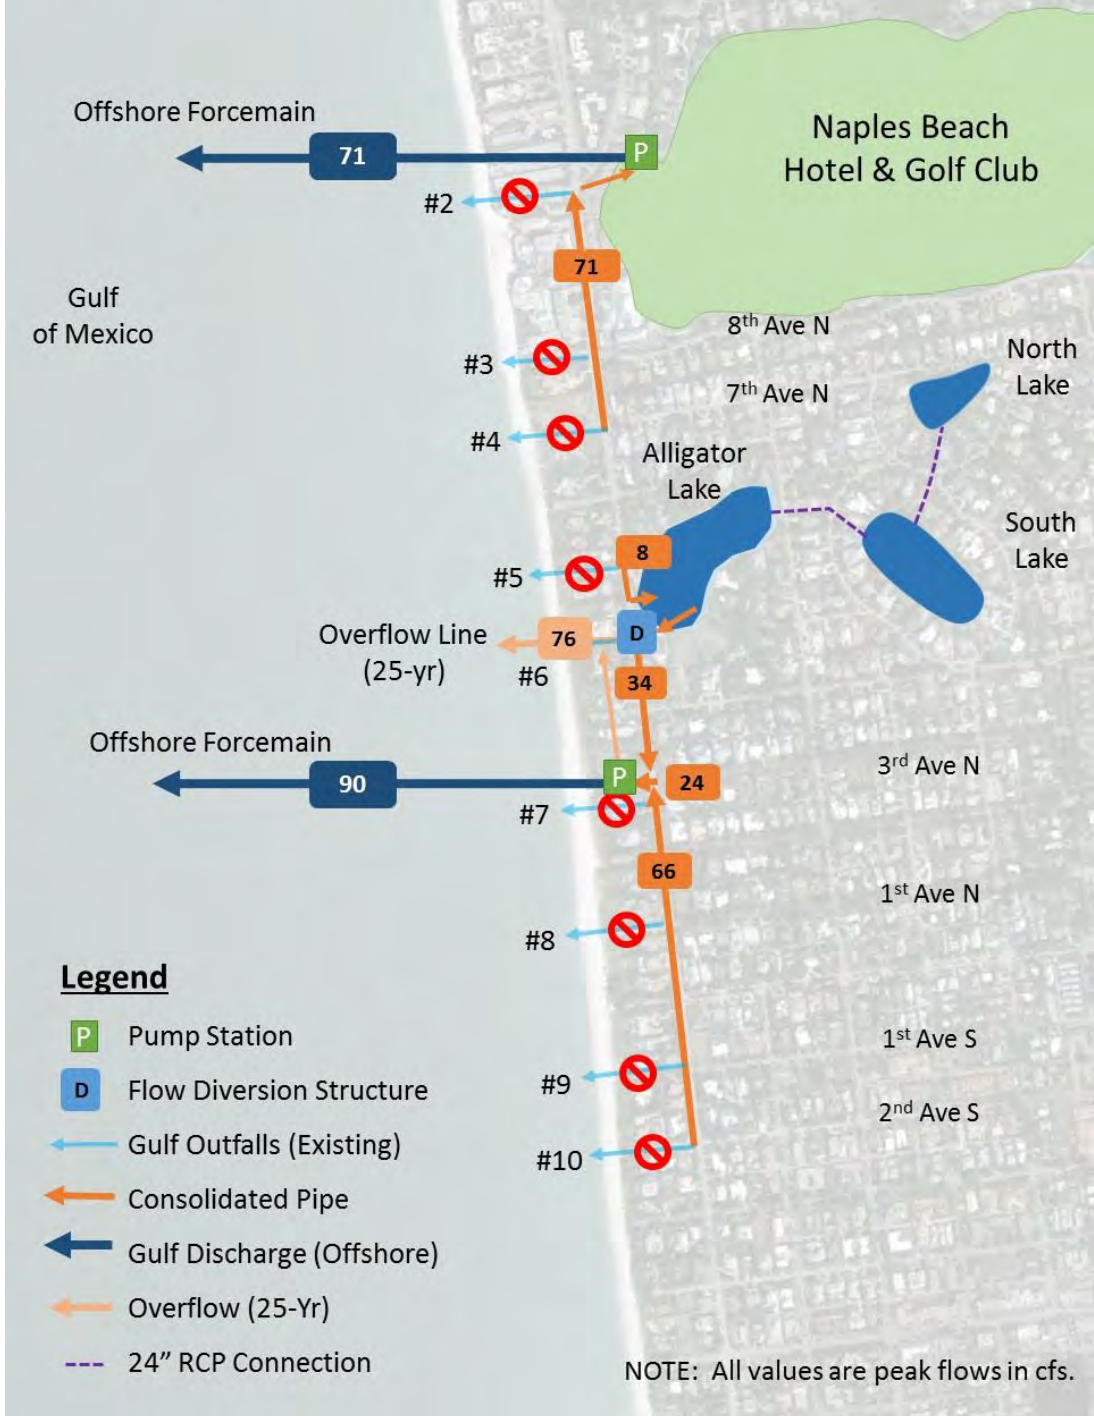 Offshore Forcemain
71
P
Naples Beach
Hotel & Golf Club
#2
71
Gulf
of Mexico
8th Ave N
#3
North
Lake
7th Ave N
#4
Alligator
Lake
South
Lake
8
#5
Overflow Line
(25-yr)
76
D
#6
34
Offshore Forcemain
90
P
24
3rd Ave N
#7
66
1st Ave N
#8
Legend
P Pump Station
D Flow Diversion Structure
Gulf Outfalls (Existing)
Consolidated Pipe
Gulf Discharge (Offshore)
Overflow (25-Yr)
24” RCP Connection
1st Ave S
#9
2nd Ave S
#10
NOTE: All values are peak flows in cfs.